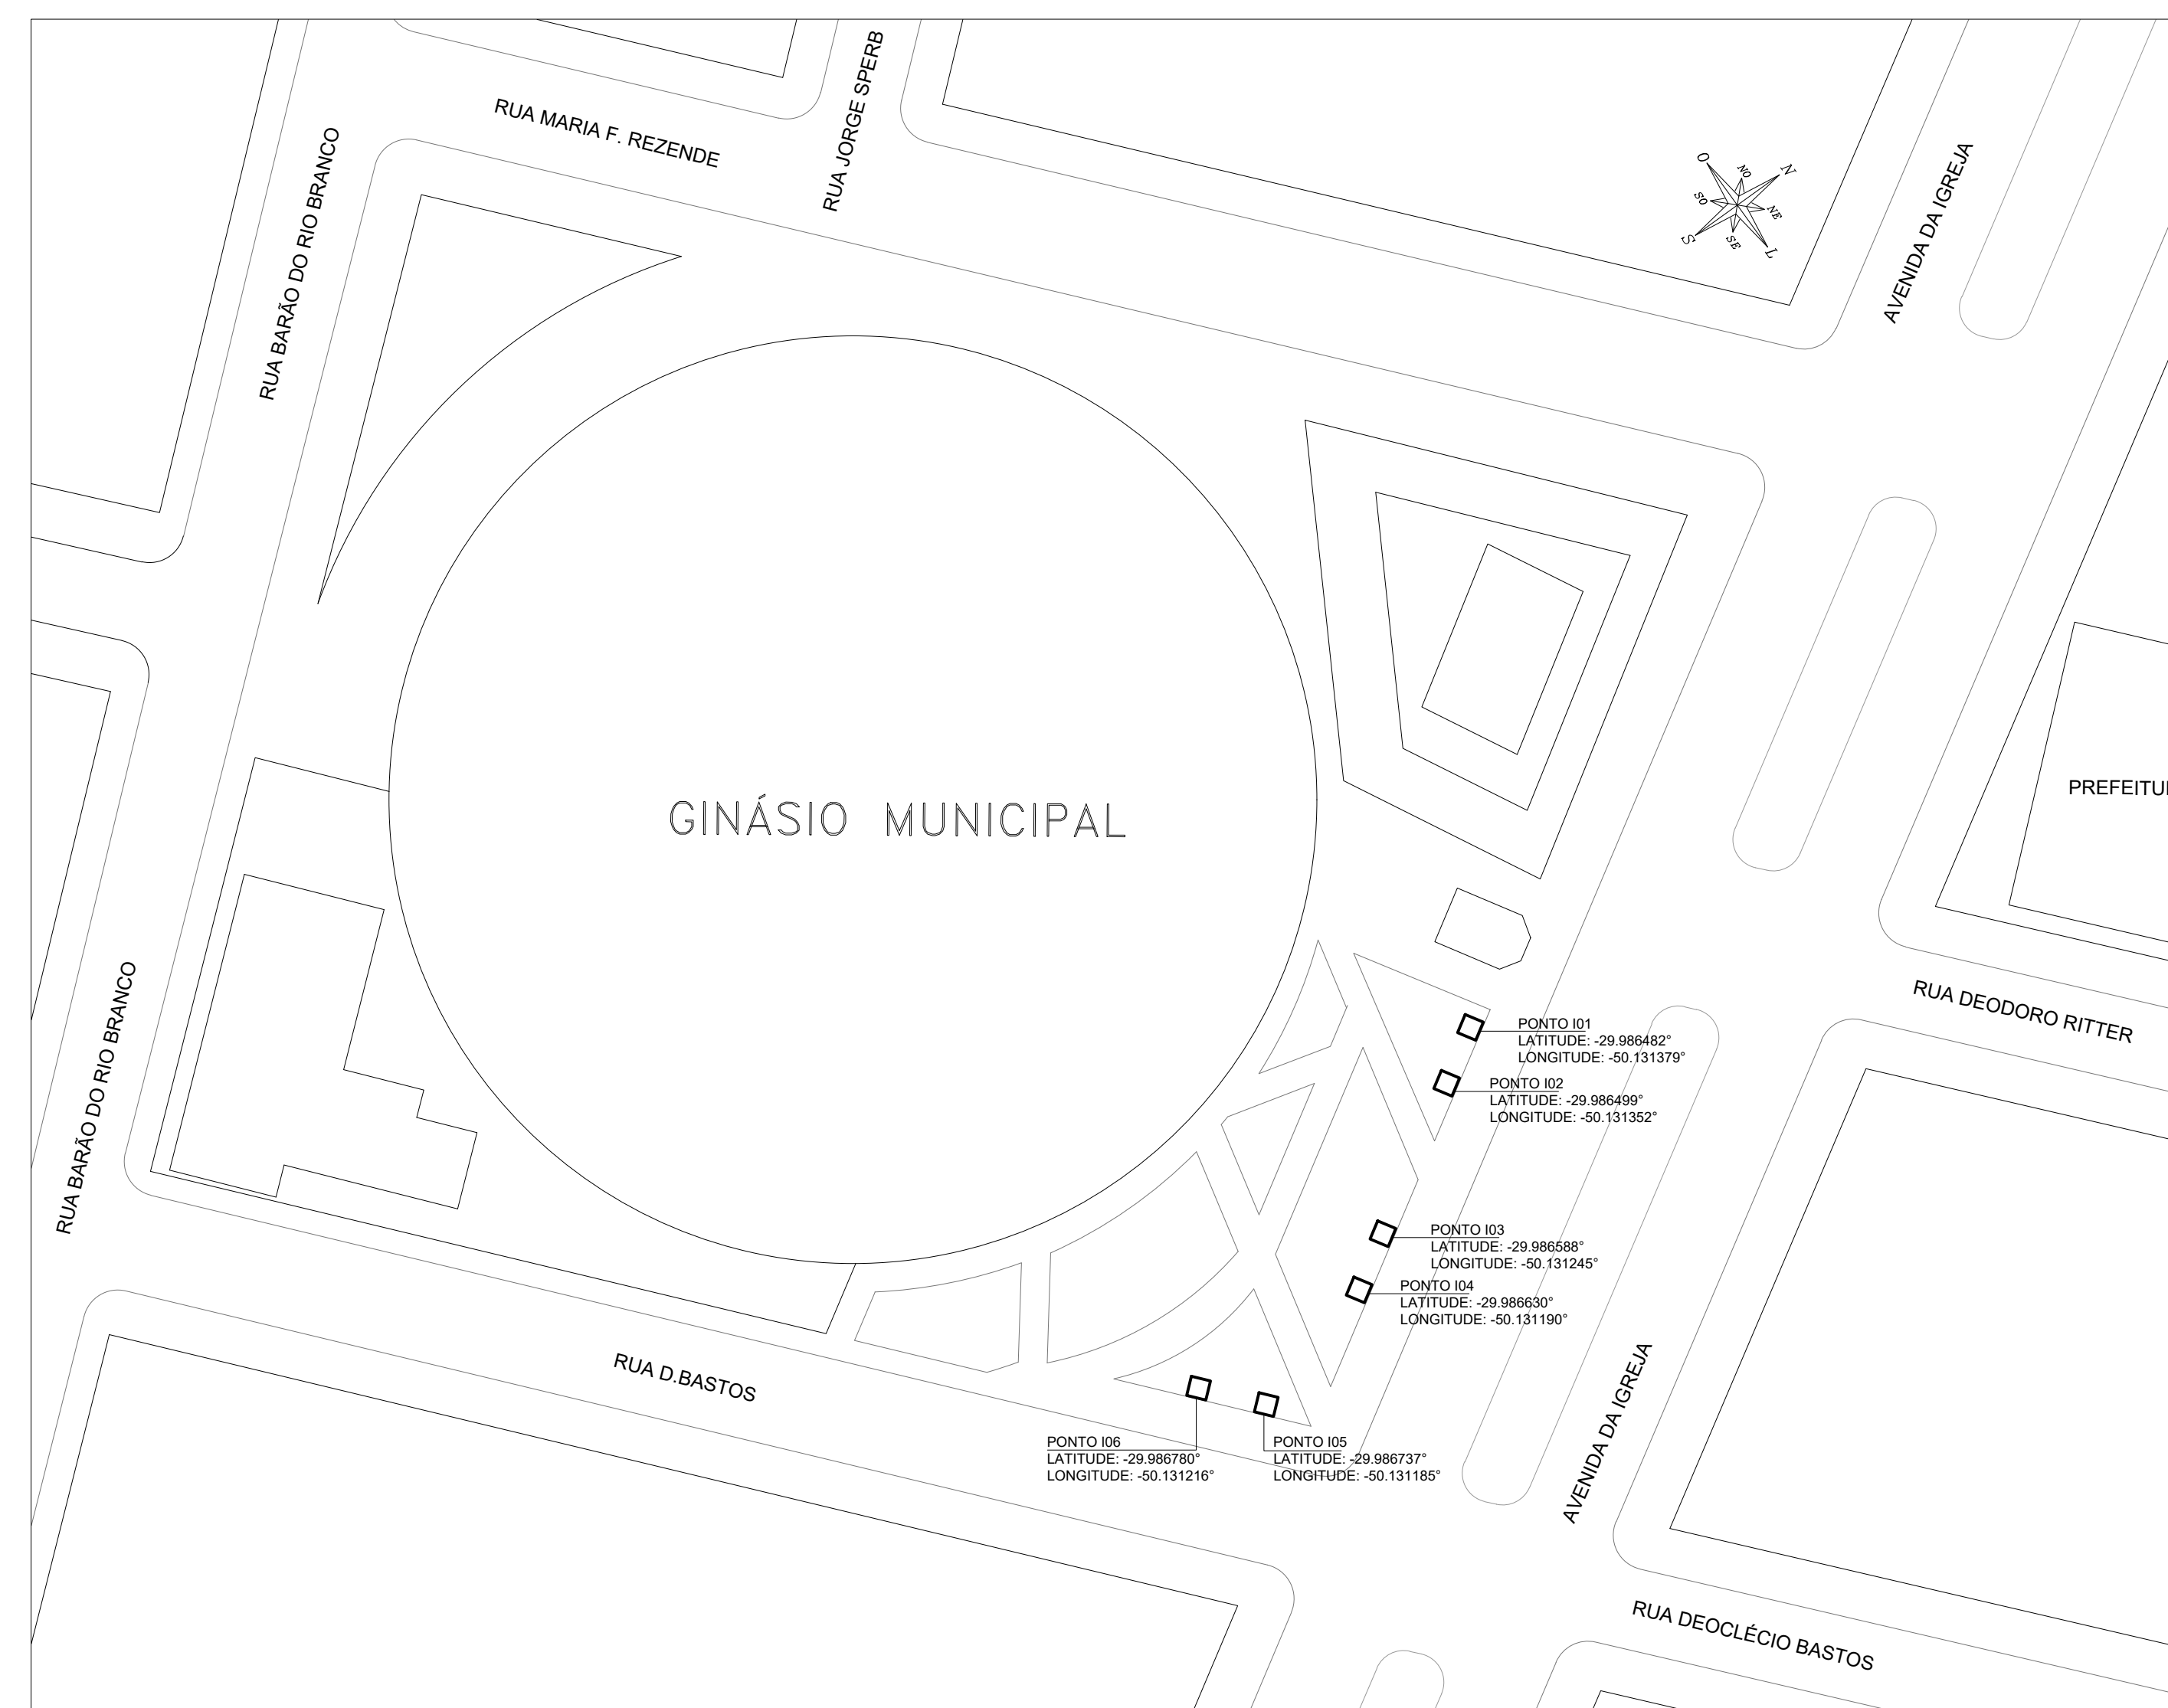 RUA MARIA F. REZENDE
RUA JORGE SPERB
RUA BARÃO DO RIO BRANCO
AVENIDA DA IGREJA
O
NO
N
SO
NE
S
SE
L
GINÁSIO MUNICIPAL
PREFEITU
RUA BARÃO DO RIO BRANCO
RUA DEODORO RITTER
PONTO I01
LATITUDE: -29.986482°
LONGITUDE: -50.131379°
PONTO I02
LATITUDE: -29.986499°
LONGITUDE: -50.131352°
PONTO I03
LATITUDE: -29.986588°
LONGITUDE: -50.131245°
PONTO I04
LATITUDE: -29.986630°
LONGITUDE: -50.131190°
RUA D.BASTOS
AVENIDA DA IGREJA
PONTO I06
LATITUDE: -29.986780°
LONGITUDE: -50.131216°
PONTO I05
LATITUDE: -29.986737°
LONGITUDE: -50.131185°
RUA DEOCLÉCIO BASTOS